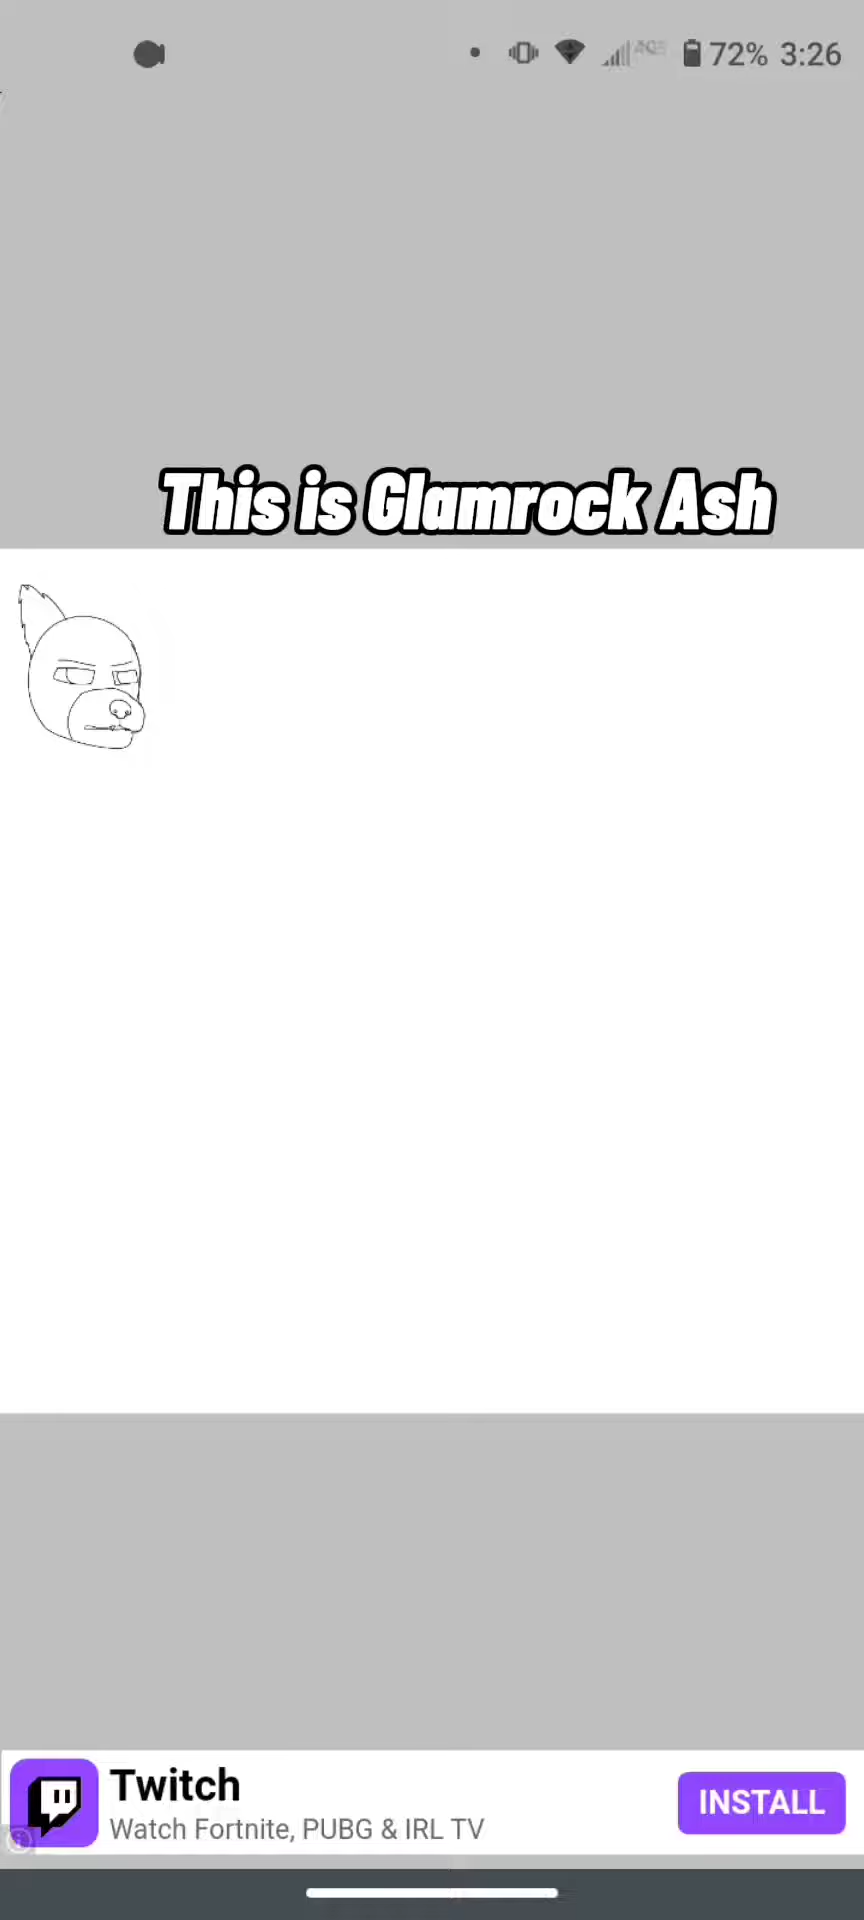 72% 3:26
This is Glamrock Ash
Twitch
Watch Fortnite, PUBG & IRL TV
INSTALL